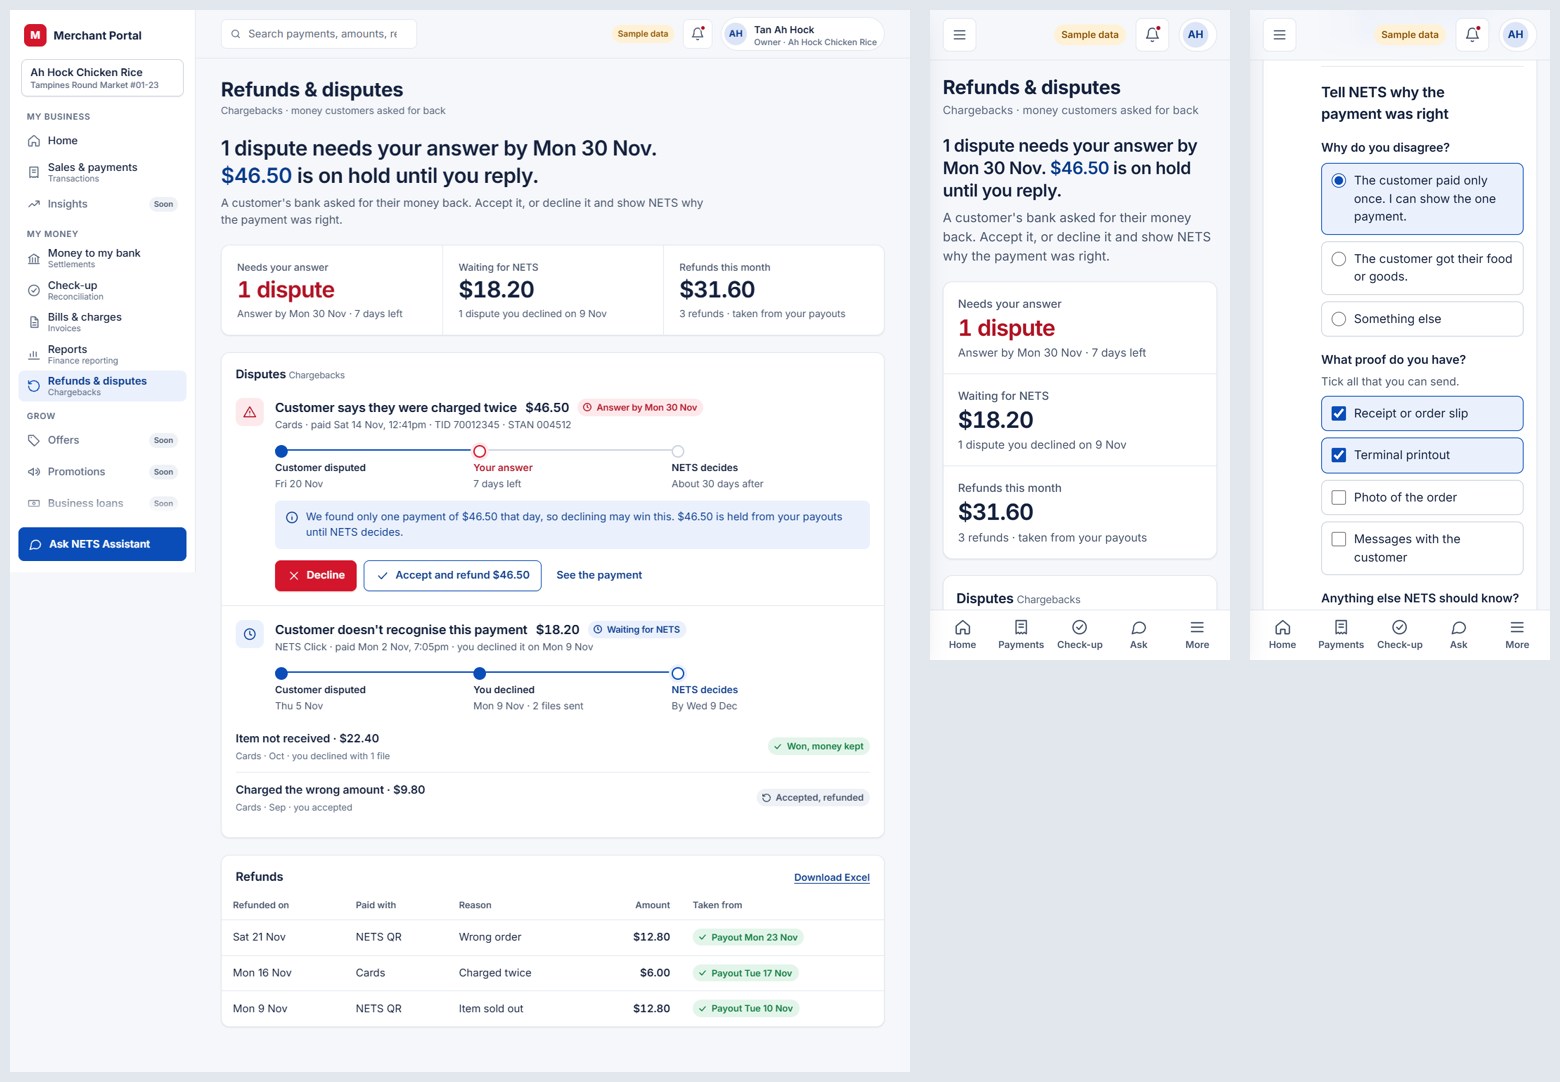 M Merchant Portal
Ah Hock Chicken Rice
Tampines Round Market #01-23
MY BUSINESS
Home
Sales & payments
Transactions
Insights Soon
MY MONEY
Money to my bank
Settlements
Check-up
Reconciliation
Bills & charges
Invoices
Reports
Finance reporting
Refunds & disputes
Chargebacks
GROW
Offers Soon
Promotions Soon
Business loans Soon
Ask NETS Assistant
Search payments, amounts, re
Sample data
AH
Tan Ah Hock
Owner · Ah Hock Chicken Rice
Refunds & disputes
Chargebacks · money customers asked for back
1 dispute needs your answer by Mon 30 Nov.
$46.50 is on hold until you reply.
A customer's bank asked for their money back. Accept it, or decline it and show NETS why
the payment was right.
Needs your answer
1 dispute
Answer by Mon 30 Nov · 7 days left
Waiting for NETS
$18.20
1 dispute you declined on 9 Nov
Refunds this month
$31.60
3 refunds · taken from your payouts
Disputes Chargebacks
Customer says they were charged twice $46.50 Answer by Mon 30 Nov
Cards · paid Sat 14 Nov, 12:41pm · TID 70012345 · STAN 004512
Customer disputed
Fri 20 Nov
Your answer
7 days left
NETS decides
About 30 days after
We found only one payment of $46.50 that day, so declining may win this. $46.50 is held from your payouts
until NETS decides.
Decline
Accept and refund $46.50
See the payment
Customer doesn't recognise this payment $18.20 Waiting for NETS
NETS Click · paid Mon 2 Nov, 7:05pm · you declined it on Mon 9 Nov
Customer disputed
Thu 5 Nov
You declined
Mon 9 Nov · 2 files sent
NETS decides
By Wed 9 Dec
Item not received · $22.40
Cards · Oct · you declined with 1 file
Won, money kept
Charged the wrong amount · $9.80
Cards · Sep · you accepted
Accepted, refunded
Refunds
Download Excel
Refunded on Paid with Reason Amount Taken from
Sat 21 Nov NETS QR Wrong order $12.80 Payout Mon 23 Nov
Mon 16 Nov Cards Charged twice $6.00 Payout Tue 17 Nov
Mon 9 Nov NETS QR Item sold out $12.80 Payout Tue 10 Nov
Sample data
AH
Refunds & disputes
Chargebacks · money customers asked for back
1 dispute needs your answer by
Mon 30 Nov. $46.50 is on hold
until you reply.
A customer's bank asked for their money
back. Accept it, or decline it and show NETS
why the payment was right.
Needs your answer
1 dispute
Answer by Mon 30 Nov · 7 days left
Waiting for NETS
$18.20
1 dispute you declined on 9 Nov
Refunds this month
$31.60
3 refunds · taken from your payouts
Disputes Chargebacks
Home Payments Check-up Ask More
Sample data
AH
Tell NETS why the
payment was right
Why do you disagree?
The customer paid only
once. I can show the one
payment.
The customer got their food
or goods.
Something else
What proof do you have?
Tick all that you can send.
Receipt or order slip
Terminal printout
Photo of the order
Messages with the
customer
Anything else NETS should know?
Home Payments Check-up Ask More